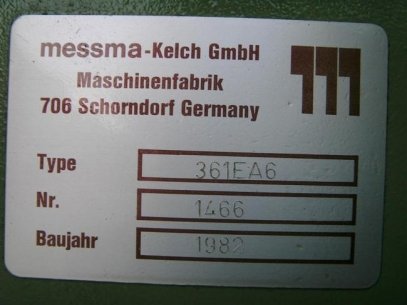 messma-Kelch GmbH
Maschinenfabrik
706 Schorndorf Germany
Type 361EA6
Nr. 1466
Baujahr 1982